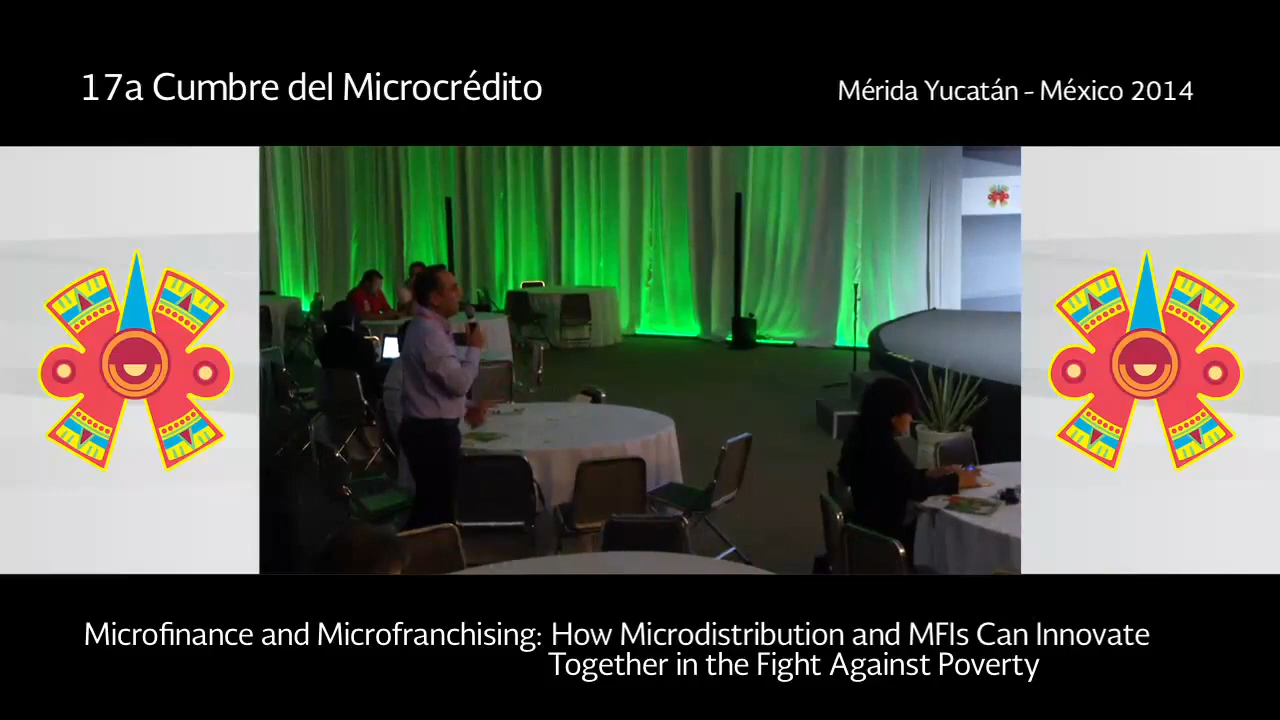 17a Cumbre del Microcrédito
Mérida Yucatán - México 2014
Microfinance and Microfranchising: How Microdistribution and MFIs Can Innovate
Together in the Fight Against Poverty